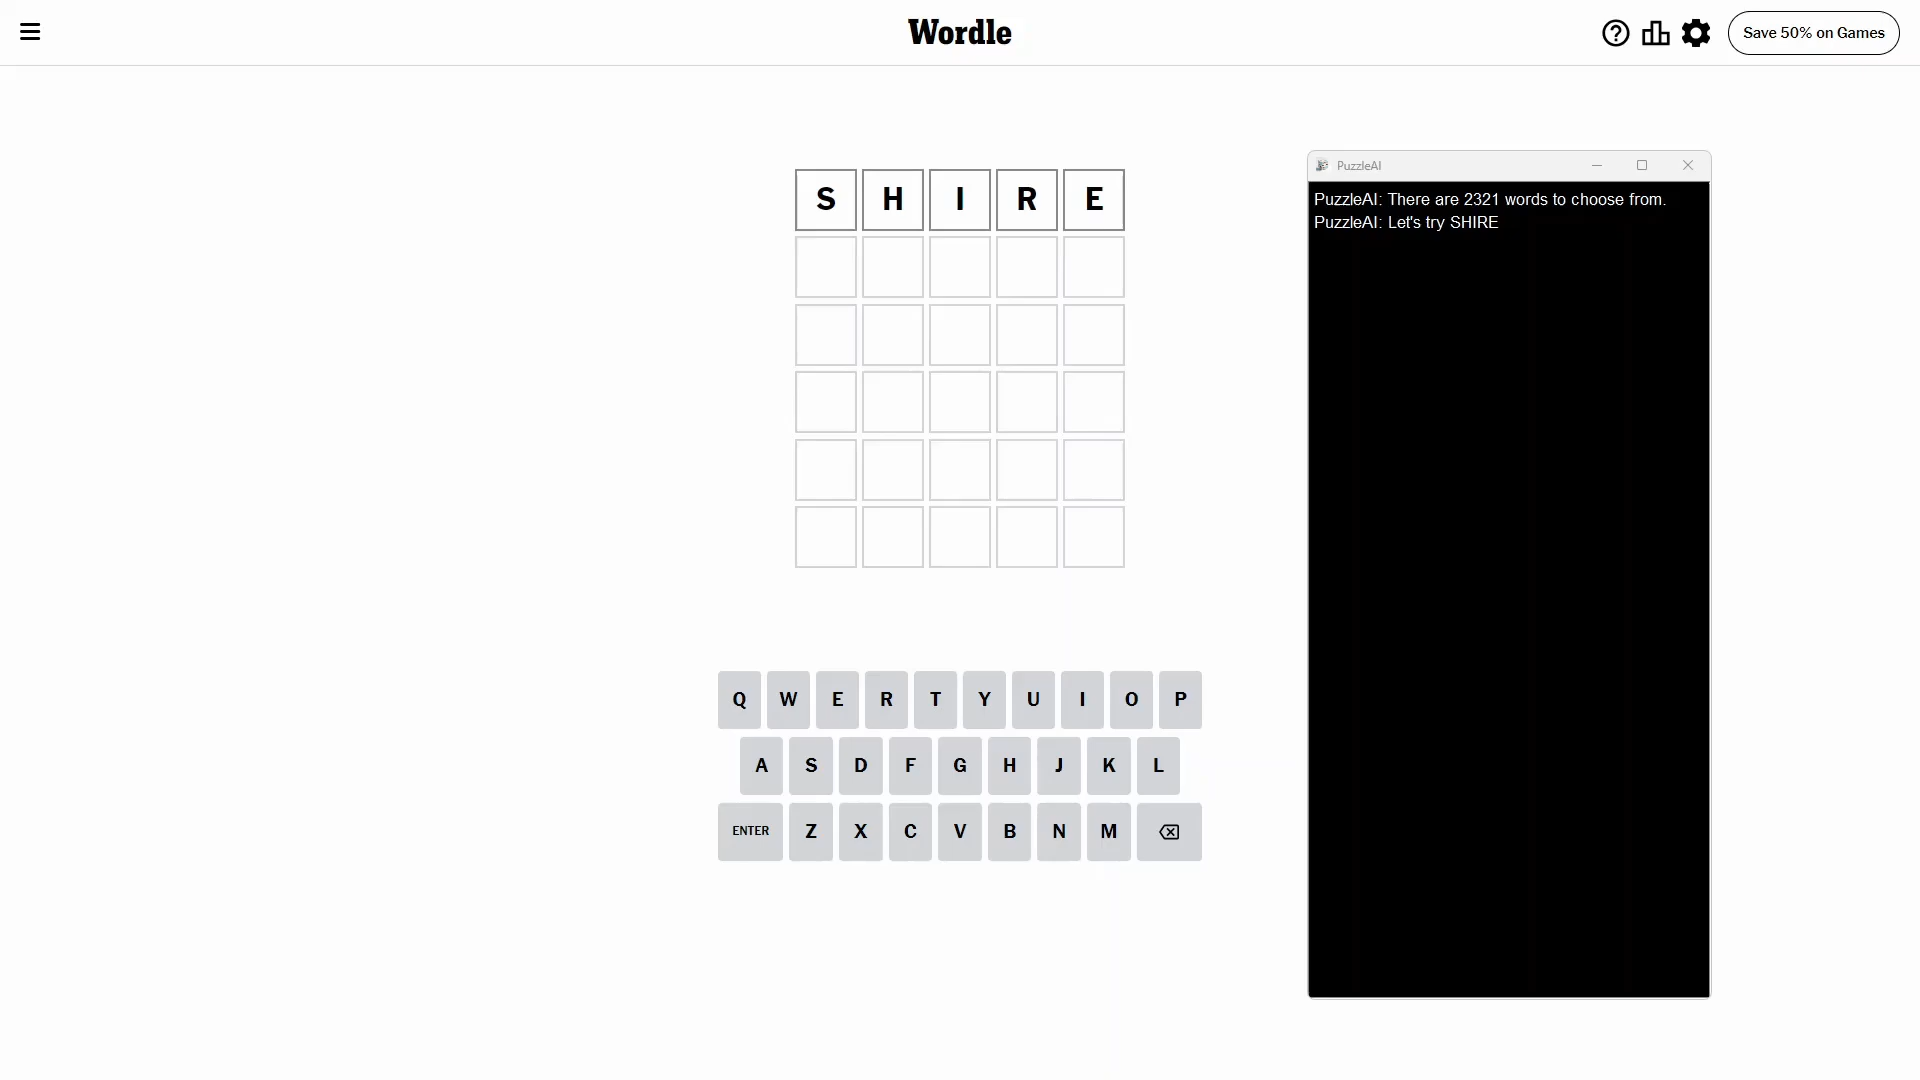 Wordle
Save 50% on Games
S H I R E
PuzzleAI
PuzzleAI: There are 2321 words to choose from.
PuzzleAI: Let's try SHIRE
Q W E R T Y U I O P
A S D F G H J K L
ENTER Z X C V B N M